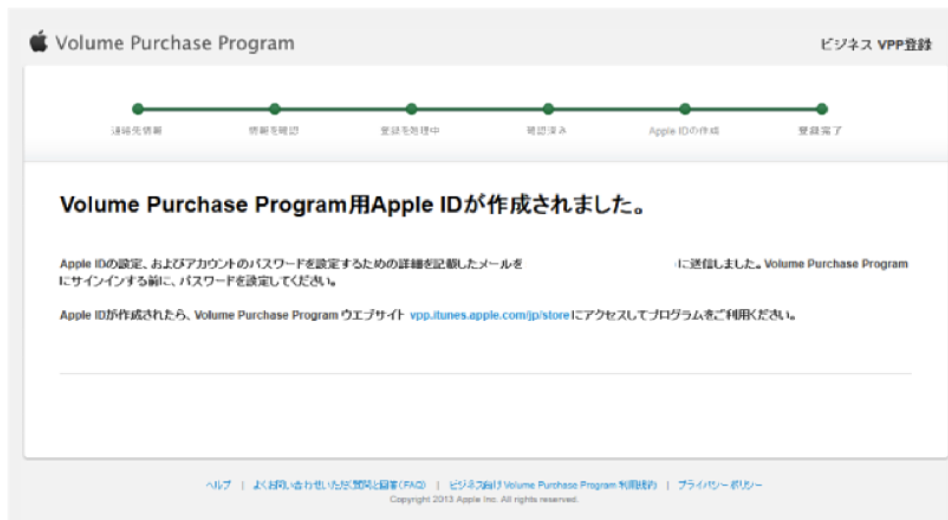 Volume Purchase Program
ビジネス VPP登録
連絡先情報
情報を確認
登録を処理中
確認済み
Apple IDの作成
登録完了
Volume Purchase Program用Apple IDが作成されました。
Apple IDの設定、およびアカウントのパスワードを設定するための詳細を記載したメールを に送信しました。Volume Purchase Program
にサインインする前に、パスワードを設定してください。
Apple IDが作成されたら、Volume Purchase Program ウエブサイト vpp.itunes.apple.com/jp/store にアクセスしてプログラムをご利用ください。
ヘルプ | よくお問い合わせいただく質問と回答(FAQ) | ビジネス向け Volume Purchase Program 利用規約 | プライバシーポリシー
Copyright 2013 Apple Inc. All rights reserved.